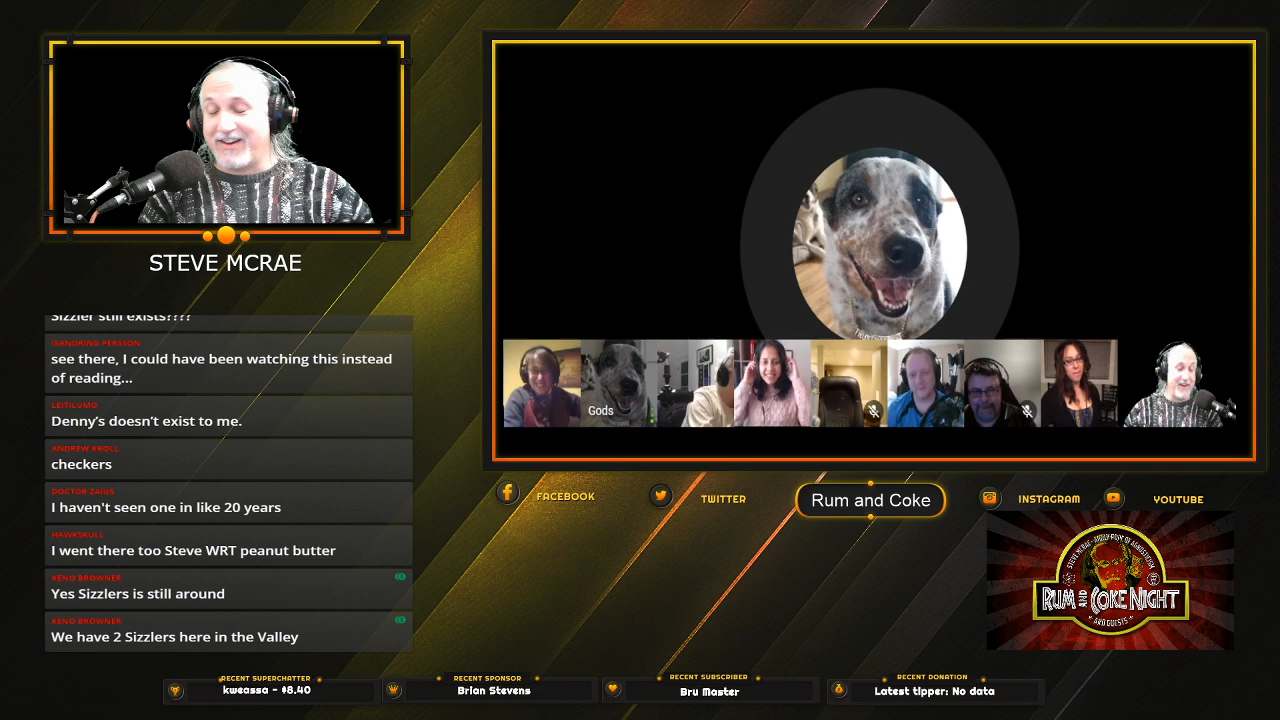 STEVE MCRAE
Sizzler still exists????
ISANDRING PERSSON
see there, I could have been watching this instead
of reading...
LEITILUMO
Denny's doesn't exist to me.
ANDREW KROLL
checkers
DOCTOR ZAIUS
I haven't seen one in like 20 years
HAWKSKULL
I went there too Steve WRT peanut butter
KENO BROWNER
Yes Sizzlers is still around
KENO BROWNER
We have 2 Sizzlers here in the Valley
Gods
FACEBOOK
TWITTER
Rum and Coke
INSTAGRAM
YOUTUBE
RUM AND COKE NIGHT
AND GUESTS
RECENT SUPERCHATTER
kweassa - $8.40
RECENT SPONSOR
Brian Stevens
RECENT SUBSCRIBER
Bru Master
RECENT DONATION
Latest tipper: No data